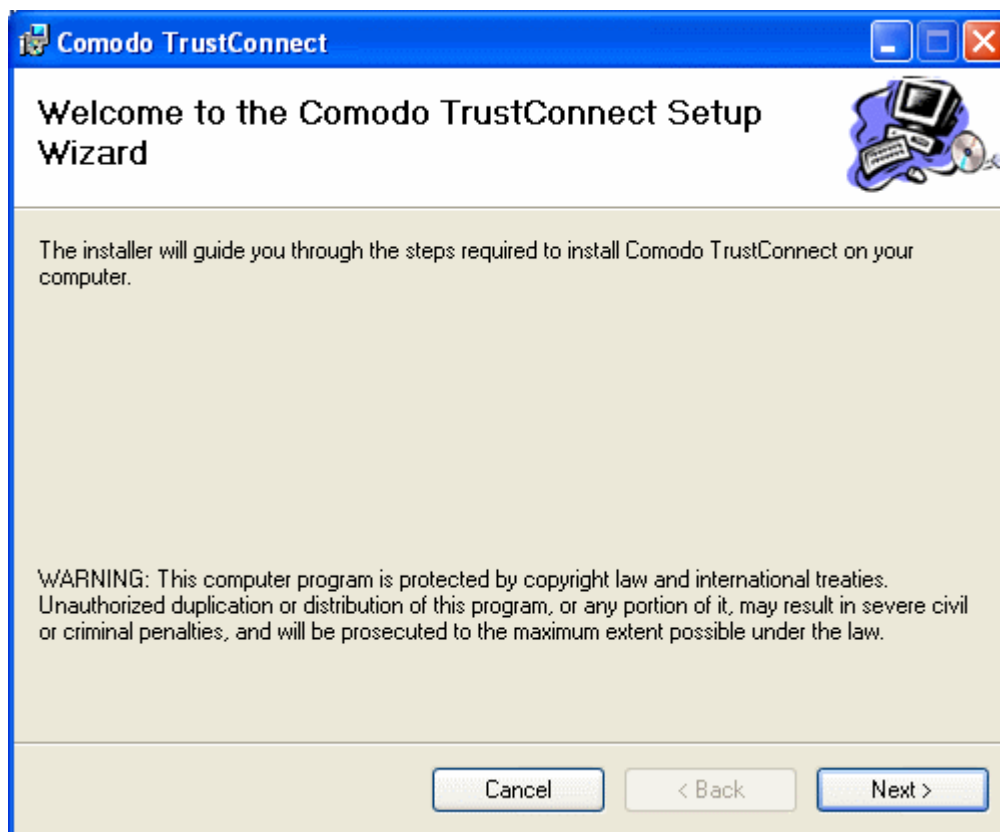 Comodo TrustConnect
Welcome to the Comodo TrustConnect Setup
Wizard
The installer will guide you through the steps required to install Comodo TrustConnect on your
computer.
WARNING: This computer program is protected by copyright law and international treaties.
Unauthorized duplication or distribution of this program, or any portion of it, may result in severe civil
or criminal penalties, and will be prosecuted to the maximum extent possible under the law.
Cancel
< Back
Next >